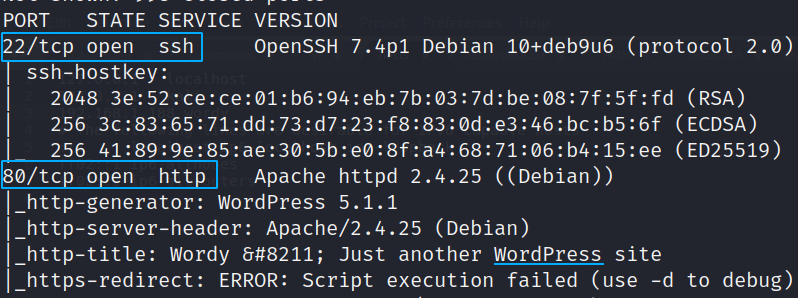 PORT   STATE SERVICE VERSION
22/tcp open  ssh     OpenSSH 7.4p1 Debian 10+deb9u6 (protocol 2.0)
| ssh-hostkey:
|   2048 3e:52:ce:ce:01:b6:94:eb:7b:03:7d:be:08:7f:5f:fd (RSA)
|   256 3c:83:65:71:dd:73:d7:23:f8:83:0d:e3:46:bc:b5:6f (ECDSA)
|_  256 41:89:9e:85:ae:30:5b:e0:8f:a4:68:71:06:b4:15:ee (ED25519)
80/tcp open  http    Apache httpd 2.4.25 ((Debian))
|_http-generator: WordPress 5.1.1
|_http-server-header: Apache/2.4.25 (Debian)
|_http-title: Wordy &#8211; Just another WordPress site
|_https-redirect: ERROR: Script execution failed (use -d to debug)